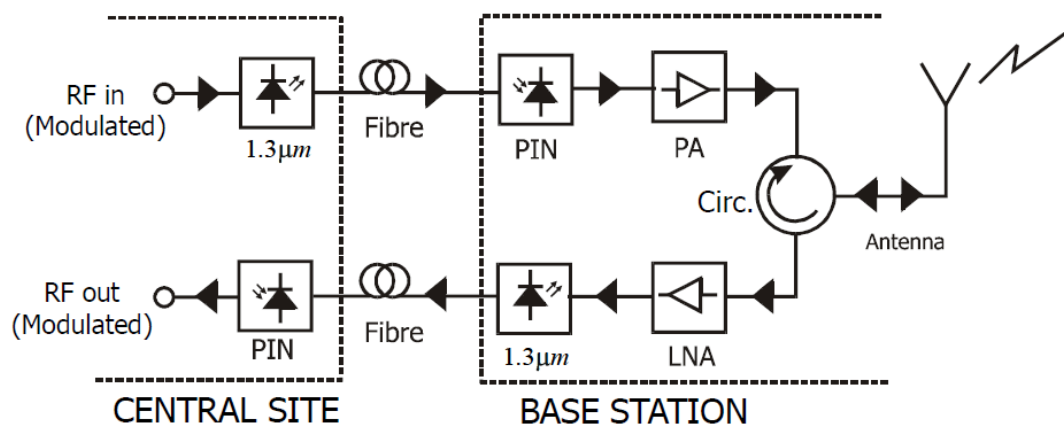 RF in
(Modulated)
1.3μm
Fibre
PIN
PA
Circ.
Antenna
RF out
(Modulated)
PIN
Fibre
1.3μm
LNA
CENTRAL SITE
BASE STATION